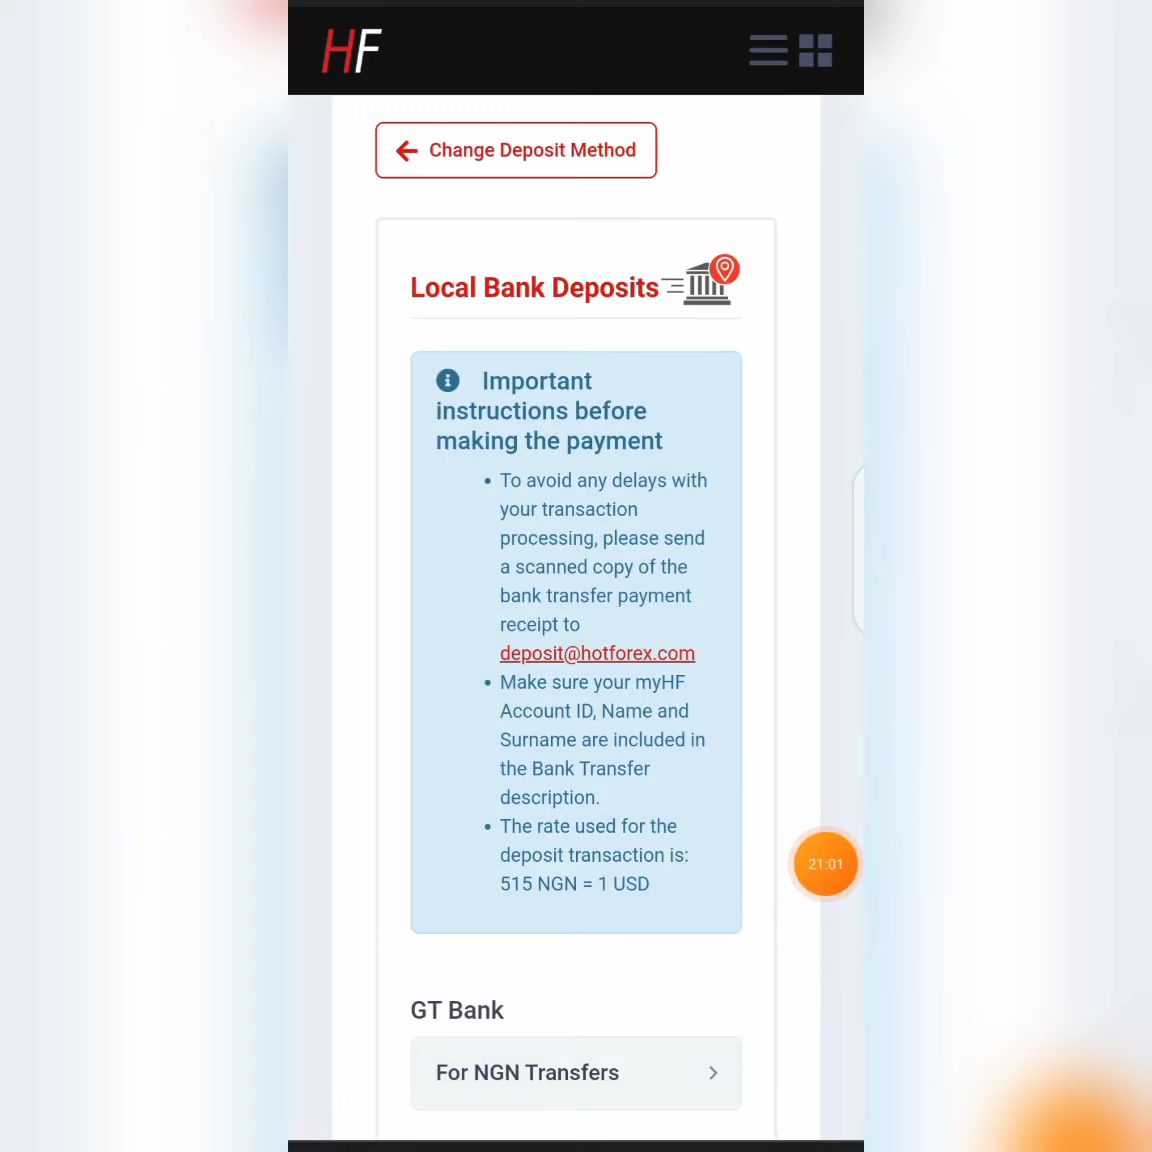 HF
Change Deposit Method
Local Bank Deposits
Important
instructions before
making the payment
• To avoid any delays with
your transaction
processing, please send
a scanned copy of the
bank transfer payment
receipt to
deposit@hotforex.com
• Make sure your myHF
Account ID, Name and
Surname are included in
the Bank Transfer
description.
• The rate used for the
deposit transaction is:
515 NGN = 1 USD
21:01
GT Bank
For NGN Transfers